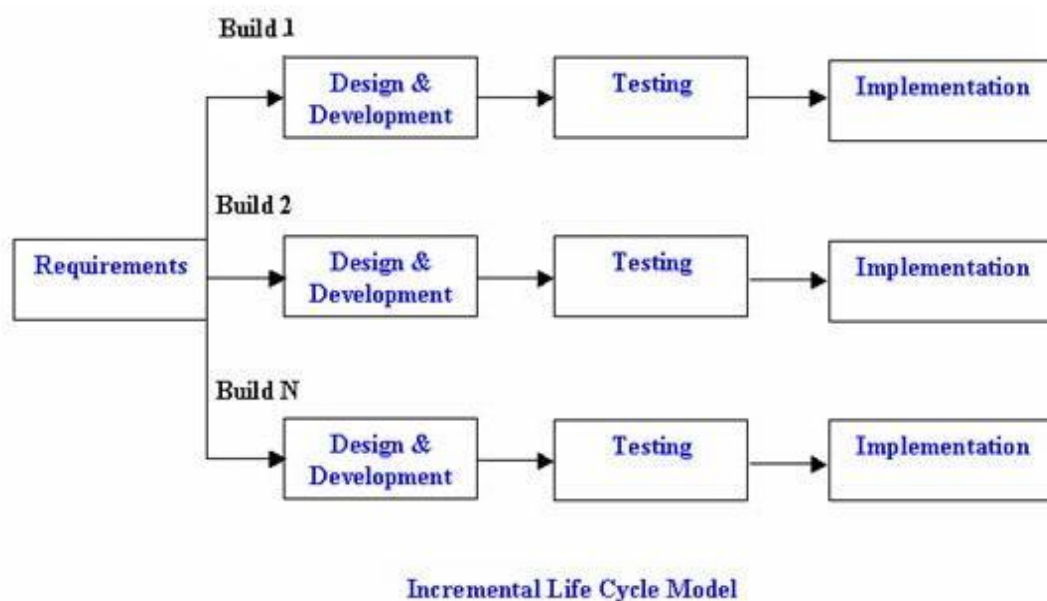 Build 1
Design &
Development
Testing
Implementation
Build 2
Requirements
Design &
Development
Testing
Implementation
Build N
Design &
Development
Testing
Implementation
Incremental Life Cycle Model